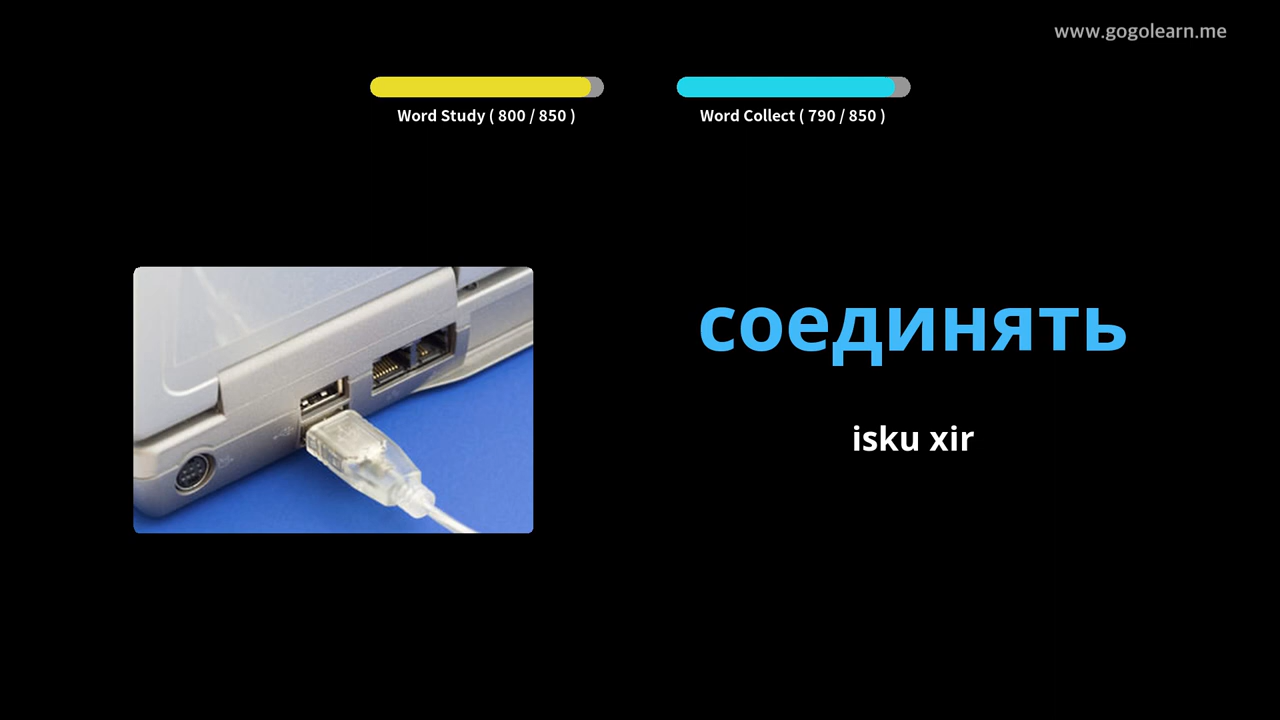 www.gogolearn.me
Word Study ( 800 / 850 )
Word Collect ( 790 / 850 )
соединять
isku xir